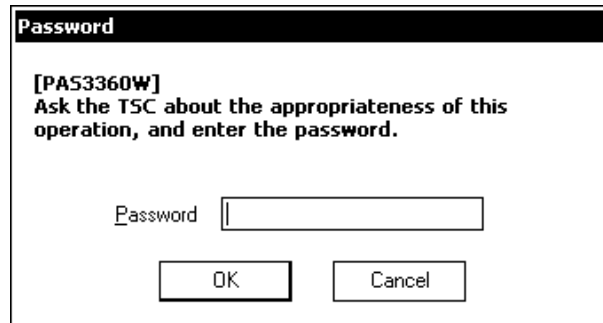 Password
[PAS3360W]
Ask the TSC about the appropriateness of this
operation, and enter the password.
Password
OK Cancel